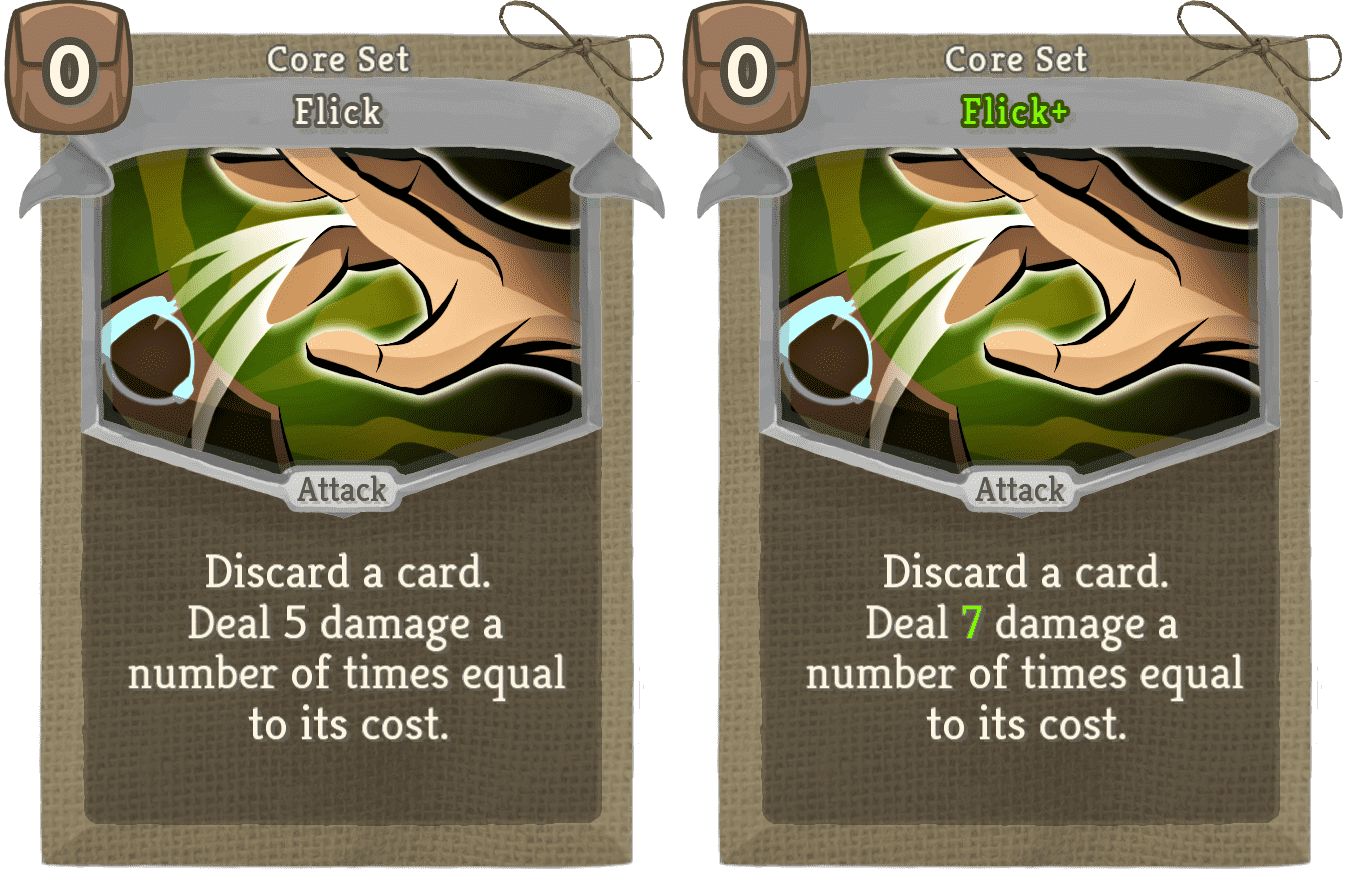 0
Core Set
Flick
Attack
Discard a card.
Deal 5 damage a
number of times equal
to its cost.
0
Core Set
Flick+
Attack
Discard a card.
Deal 7 damage a
number of times equal
to its cost.